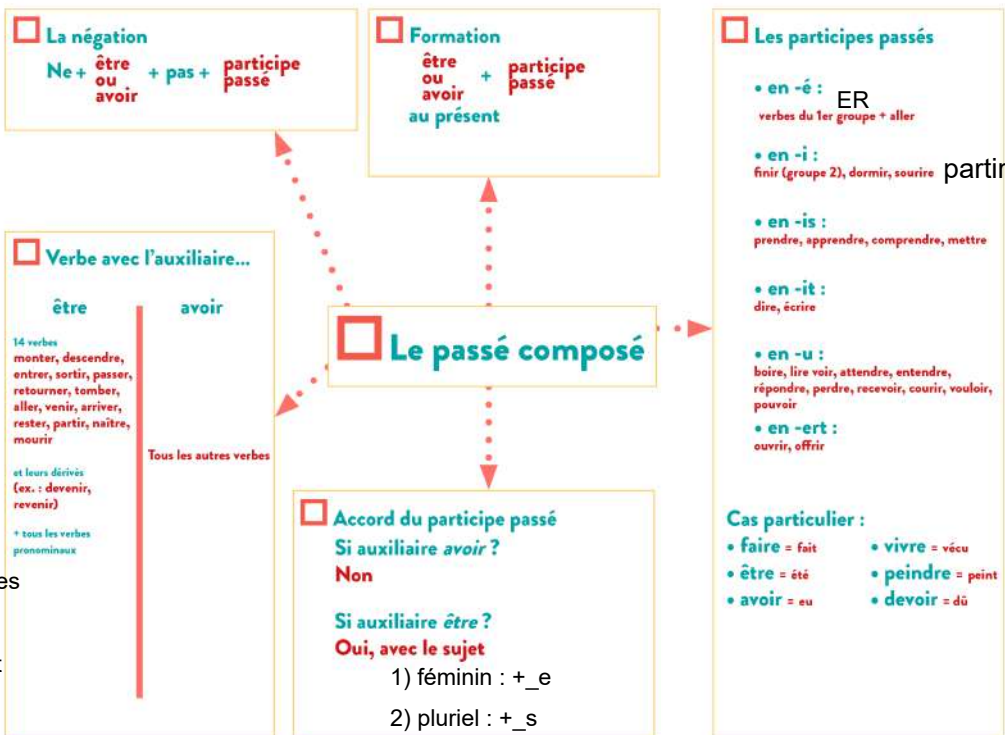 La négation
Ne + être ou avoir + pas + participe passé
Formation
être ou avoir + participe passé
au présent
Les participes passés
• en -é :
ER
verbes du 1er groupe + aller
• en -i :
finir (groupe 2), dormir, sourire partir
• en -is :
prendre, apprendre, comprendre, mettre
• en -it :
dire, écrire
• en -u :
boire, lire voir, attendre, entendre,
répondre, perdre, recevoir, courir, vouloir,
pouvoir
• en -ert :
ouvrir, offrir
Cas particulier :
• faire = fait
• vivre = vécu
• être = été
• peindre = peint
• avoir = eu
• devoir = dû
Verbe avec l'auxiliaire...
être
avoir
14 verbes
monter, descendre,
entrer, sortir, passer,
retourner, tomber,
aller, venir, arriver,
rester, partir, naître,
mourir
et leurs dérivés
(ex. : devenir,
revenir)
+ tous les verbes
pronominaux
Tous les autres verbes
es
Le passé composé
Accord du participe passé
Si auxiliaire avoir ?
Non
Si auxiliaire être ?
Oui, avec le sujet
1) féminin : +_e
2) pluriel : +_s